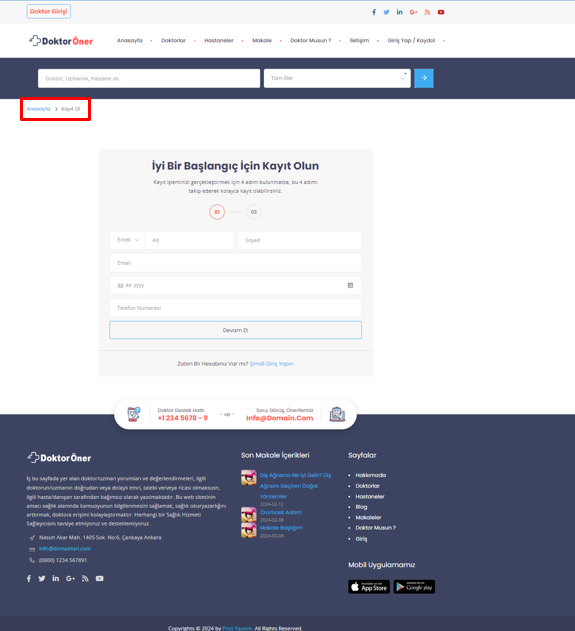 Doktor Girişi
DoktorÖner
Anasayfa Doktorlar Hastaneler Makale Doktor Musun ? İletişim Giriş Yap / Kaydol
Doktor, Uzmanlık, Hastane vb. Tüm İller
Anasayfa > Kayıt Ol
İyi Bir Başlangıç İçin Kayıt Olun
Kayıt işleminizi gerçekleştirmek için 4 adım bulunmakta, bu 4 adımı
takip ederek kolayca kayıt olabilirsiniz.
01 02
Erkek Ad Soyad
Email
gg.aa.yyyy
Telefon Numarası
Devam Et
Zaten Bir Hesabınız Var mı? Şimdi Giriş Yapın
Doktor Destek Hattı - ve - Soru Görüş Önerileriniz
+1 234 5678 - 9 Info@Domain.Com
DoktorÖner
İş bu sayfada yer alan doktor/uzman yorumları ve değerlendirmeleri, ilgili
doktorun/uzmanın doğrudan veya dolaylı emri, talebi ve/veya ricası olmaksızın,
ilgili hasta/danışan tarafından bağımsız olarak yazılmaktadır. Bu web sitesinin
amacı sağlık alanında kamuoyunun bilgilenmesini sağlamak, sağlık okuryazarlığını
arttırmak, doktora erişimi kolaylaştırmaktır. Herhangi bir Sağlık Hizmeti
Sağlayıcısını tavsiye etmiyoruz ve desteklemiyoruz.
Nasuh Akar Mah. 1405 Sok. No:6, Çankaya Ankara
info@domainurl.com
(0800) 1234 567891
Son Makale İçerikleri
Diş Ağrısına Ne İyi Gelir? Diş
Ağrısını Geçiren Doğal
Yöntemler
2024-02-12
Örümcek Adam
2024-02-08
Makale Başlığım
2024-02-08
Sayfalar
Hakkımızda
Doktorlar
Hastaneler
Blog
Makaleler
Doktor Musun ?
Giriş
Mobil Uygulamamız
App Store
Google play
Copyrights © 2024 by Proş Yazılım. All Rights Reserved.